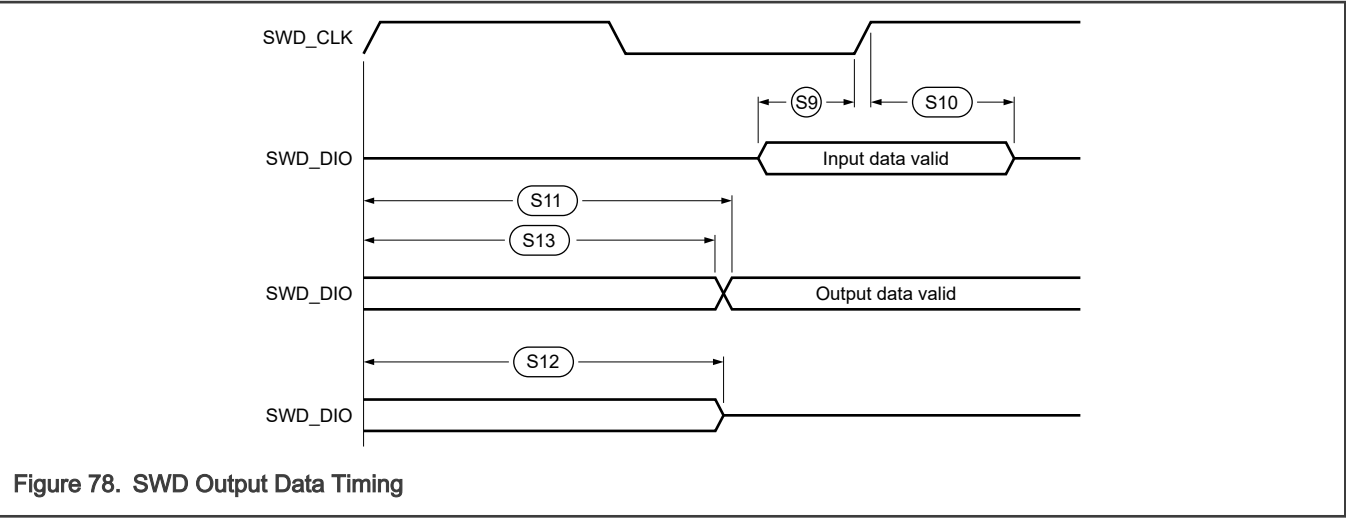 SWD_CLK
S9
S10
SWD_DIO
Input data valid
S11
S13
SWD_DIO
Output data valid
S12
SWD_DIO
Figure 78. SWD Output Data Timing